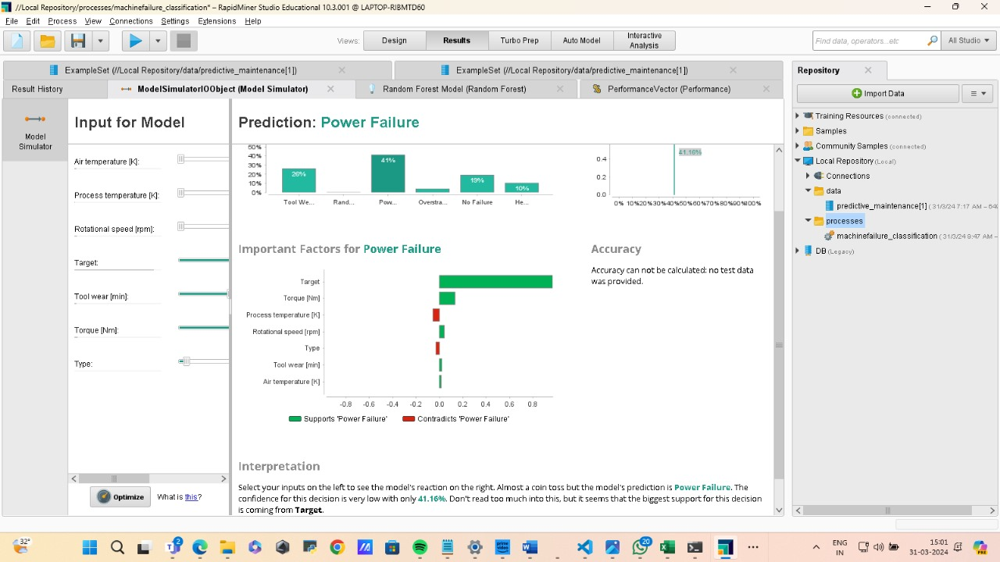 //Local Repository/processes/machinefailure_classification* – RapidMiner Studio Educational 10.3.001 @ LAPTOP-RIBMTD60
File Edit Process View Connections Settings Extensions Help
Views: Design Results Turbo Prep Auto Model Interactive Analysis
Find data, operators...etc All Studio
ExampleSet (//Local Repository/data/predictive_maintenance[1])
ExampleSet (//Local Repository/data/predictive_maintenance[1])
Result History
ModelSimulatorIOObject (Model Simulator)
Random Forest Model (Random Forest)
PerformanceVector (Performance)
Model
Simulator
Input for Model
Air temperature [K]:
Process temperature [K]:
Rotational speed [rpm]:
Target:
Tool wear [min]:
Torque [Nm]:
Type:
Optimize What is this?
Prediction: Power Failure
50%
40%
30%
20%
10%
0%
26%
41%
19%
10%
Tool We... Rand... Pow... Overstra... No Failure He...
41.16%
0.4
0.2
0.0
0% 10%20%30%40%50%60%70%80%90%100%
Important Factors for Power Failure
Target
Torque [Nm]
Process temperature [K]
Rotational speed [rpm]
Type
Tool wear [min]
Air temperature [K]
-0.8 -0.6 -0.4 -0.2 0.0 0.2 0.4 0.6 0.8
Supports 'Power Failure' Contradicts 'Power Failure'
Accuracy
Accuracy can not be calculated: no test data
was provided.
Interpretation
Select your inputs on the left to see the model's reaction on the right. Almost a coin toss but the model's prediction is Power Failure. The
confidence for this decision is very low with only 41.16%. Don't read too much into this, but it seems that the biggest support for this decision
is coming from Target.
Repository
Import Data
Training Resources (connected)
Samples
Community Samples (connected)
Local Repository (Local)
Connections
data
predictive_maintenance[1] (31/3/24 7:17 AM – 
processes
machinefailure_classification (31/3/24 9:47 AM –
DB (Legacy)
32°
2
20
ENG
IN
15:01
31-03-2024